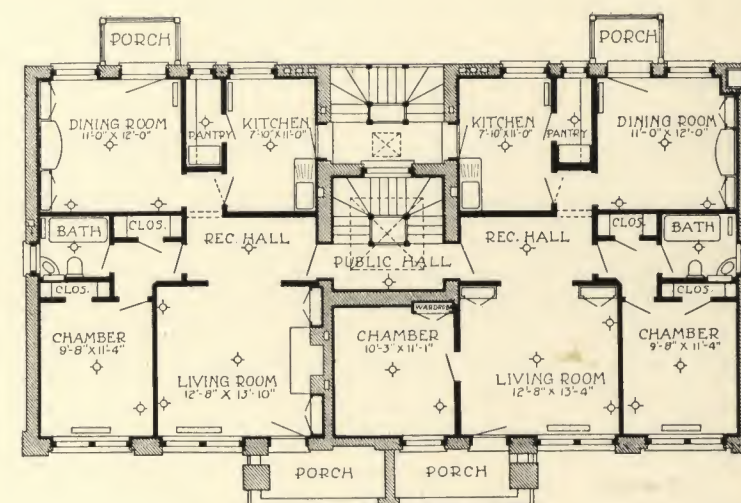 PORCH
PORCH
DINING ROOM
11'-0" X 12'-0"
PANTRY
KITCHEN
7'-10" X 11'-0"
KITCHEN
7'-10" X 11'-0"
PANTRY
DINING ROOM
11'-0" X 12'-0"
BATH
CLOS.
REC. HALL
PUBLIC HALL
REC. HALL
CLOS.
BATH
CLOS.
CLOS.
CHAMBER
9'-8" X 11'-4"
LIVING ROOM
12'-8" X 13'-10"
WARDROBE
CHAMBER
10'-3" X 11'-1"
LIVING ROOM
12'-8" X 13'-4"
CHAMBER
9'-8" X 11'-4"
PORCH
PORCH